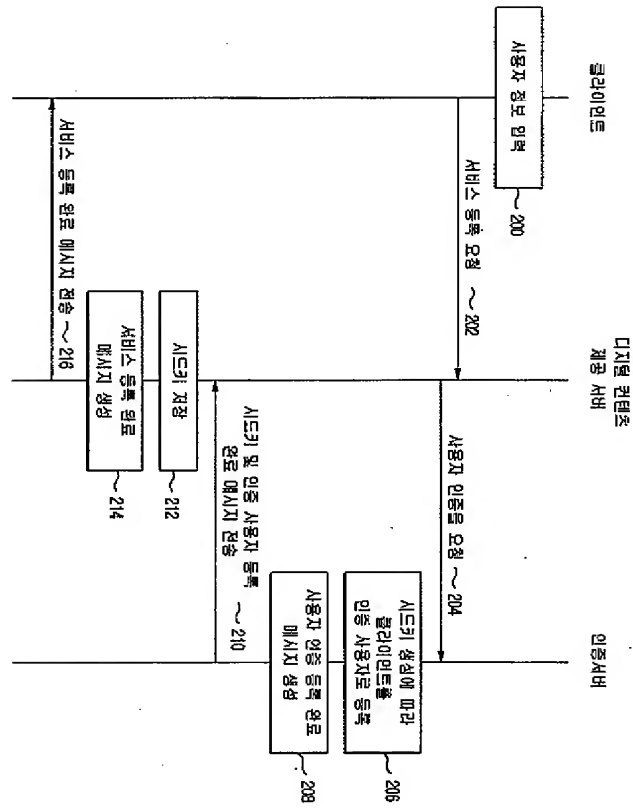 클라이언트
디지털 컨텐츠
제공 서버
인증서버
사용자 정보 입력
200
서비스 등록 요청
202
사용자 인증을 요청
204
시드키 생성에 따라
클라이언트를
인증 사용자로 등록
206
사용자 인증 등록 완료
메시지 생성
208
시드키 및 인증 사용자 등록
완료 메시지 전송
210
시드키 저장
212
서비스 등록 완료
메시지 생성
214
서비스 등록 완료 메시지 전송
216